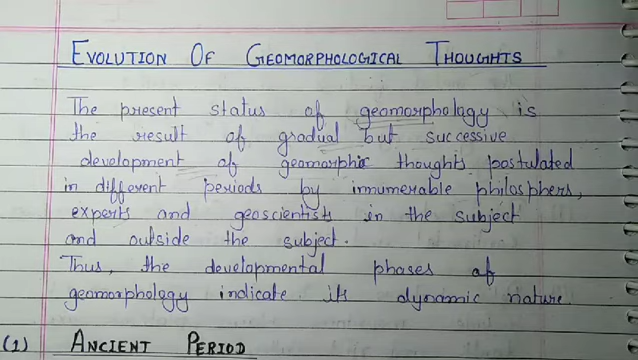 EVOLUTION OF GEOMORPHOLOGICAL THOUGHTS
The present status of geomorphology is
the result of gradual but successive
development of geomorphic thoughts postulated
in different periods by innumerable philosphers,
experts and geoscientists in the subject
and outside the subject.
Thus, the developmental phases of
geomorphology indicate its dynamic nature
(1) ANCIENT PERIOD